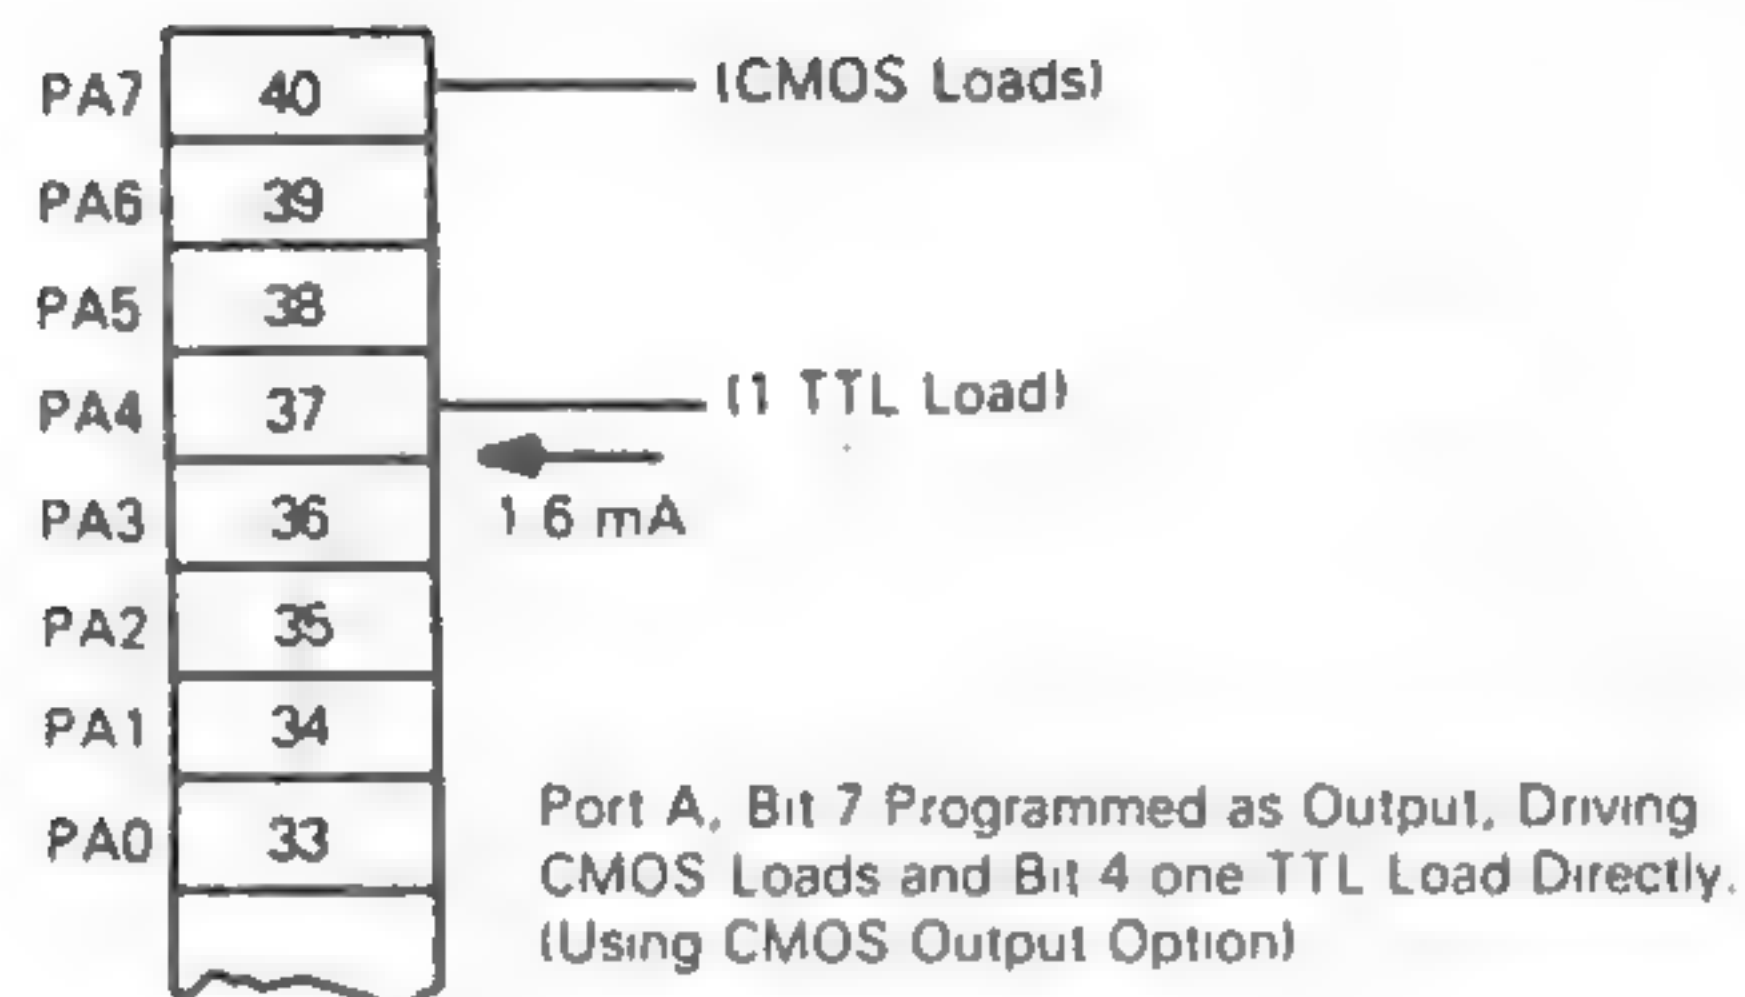 PA7 40 (CMOS Loads)
PA6 39
PA5 38
PA4 37 (1 TTL Load)
PA3 36 1.6 mA
PA2 35
PA1 34
PA0 33
Port A, Bit 7 Programmed as Output, Driving
CMOS Loads and Bit 4 one TTL Load Directly.
(Using CMOS Output Option)